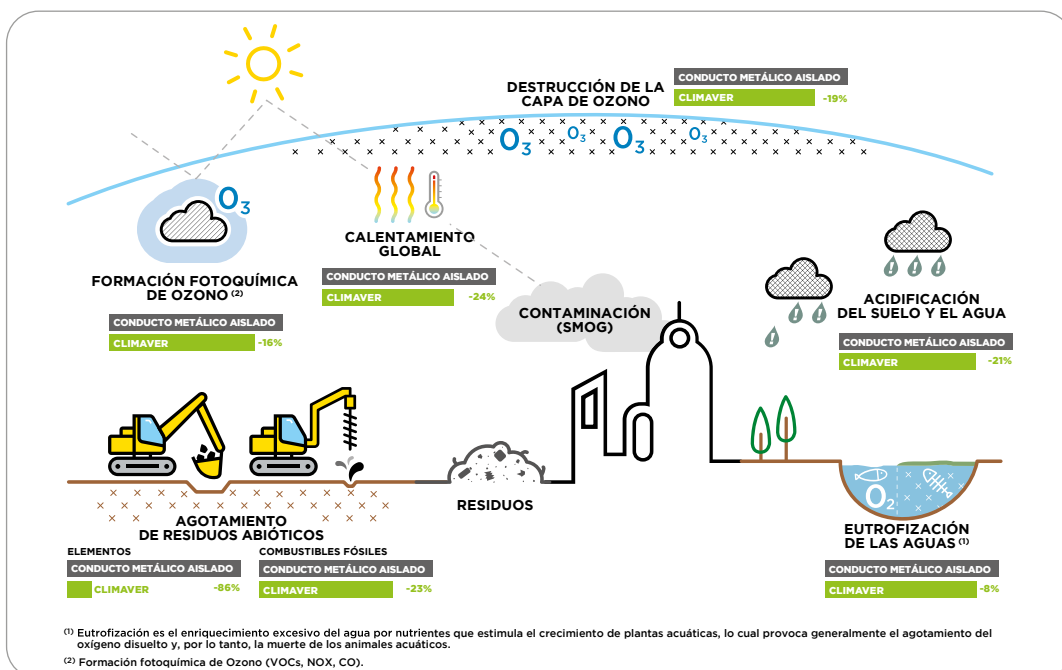 DESTRUCCIÓN DE LA
CAPA DE OZONO
CONDUCTO METÁLICO AISLADO
CLIMAVER -19%
O3 O3 O3 O3
O3
CALENTAMIENTO
GLOBAL
CONDUCTO METÁLICO AISLADO
CLIMAVER -24%
FORMACIÓN FOTOQUÍMICA
DE OZONO (2)
CONDUCTO METÁLICO AISLADO
CLIMAVER -16%
CONTAMINACIÓN
(SMOG)
ACIDIFICACIÓN
DEL SUELO Y EL AGUA
CONDUCTO METÁLICO AISLADO
CLIMAVER -21%
RESIDUOS
AGOTAMIENTO
DE RESIDUOS ABIÓTICOS
ELEMENTOS
CONDUCTO METÁLICO AISLADO
CLIMAVER -86%
COMBUSTIBLES FÓSILES
CONDUCTO METÁLICO AISLADO
CLIMAVER -23%
O2
EUTROFIZACIÓN
DE LAS AGUAS (1)
CONDUCTO METÁLICO AISLADO
CLIMAVER -8%
(1) Eutrofización es el enriquecimiento excesivo del agua por nutrientes que estimula el crecimiento de plantas acuáticas, lo cual provoca generalmente el agotamiento del
oxígeno disuelto y, por lo tanto, la muerte de los animales acuáticos.
(2) Formación fotoquímica de Ozono (VOCs, NOX, CO).